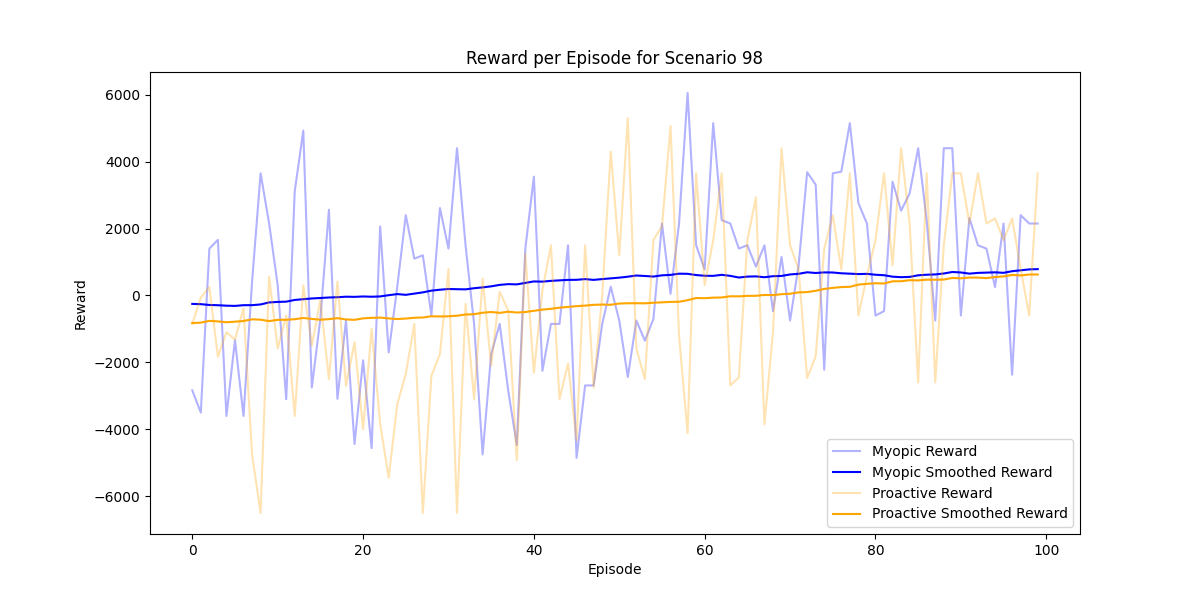 Reward per Episode for Scenario 98
Reward
6000
4000
2000
0
−2000
−4000
−6000
0 20 40 60 80 100
Episode
Myopic Reward
Myopic Smoothed Reward
Proactive Reward
Proactive Smoothed Reward